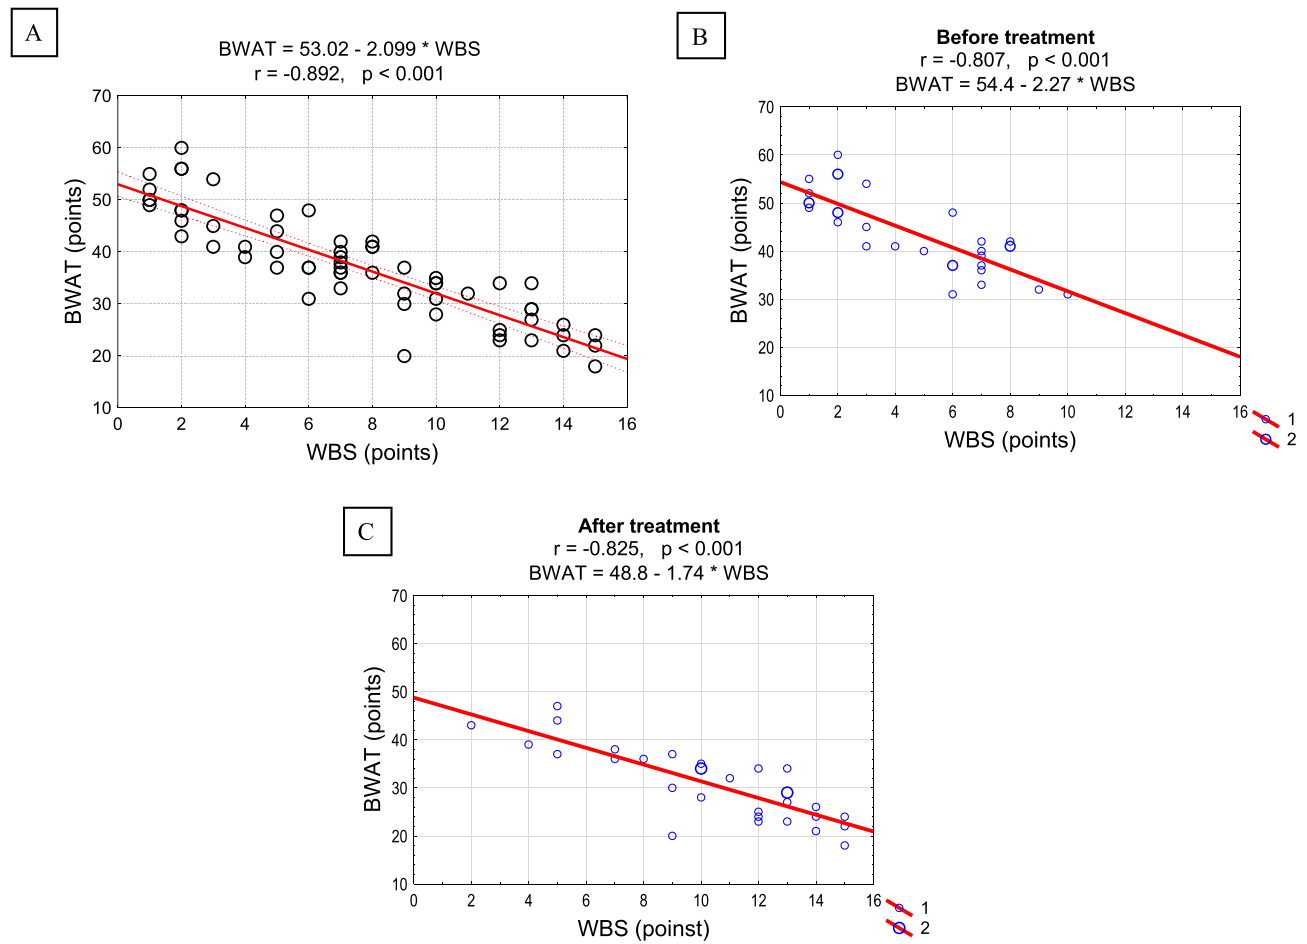 A
BWAT = 53.02 - 2.099 * WBS
r = -0.892, p < 0.001
70
60
50
40
30
20
10
BWAT (points)
0 2 4 6 8 10 12 14 16
WBS (points)
B
Before treatment
r = -0.807, p < 0.001
BWAT = 54.4 - 2.27 * WBS
70
60
50
40
30
20
10
BWAT (points)
0 2 4 6 8 10 12 14 16
WBS (points)
1
2
C
After treatment
r = -0.825, p < 0.001
BWAT = 48.8 - 1.74 * WBS
70
60
50
40
30
20
10
BWAT (points)
0 2 4 6 8 10 12 14 16
WBS (poinst)
1
2